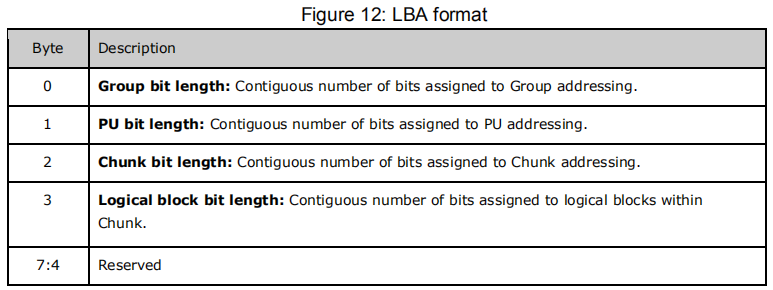 Figure 12: LBA format
Byte Description
0 Group bit length: Contiguous number of bits assigned to Group addressing.
1 PU bit length: Contiguous number of bits assigned to PU addressing.
2 Chunk bit length: Contiguous number of bits assigned to Chunk addressing.
3 Logical block bit length: Contiguous number of bits assigned to logical blocks within
Chunk.
7:4 Reserved